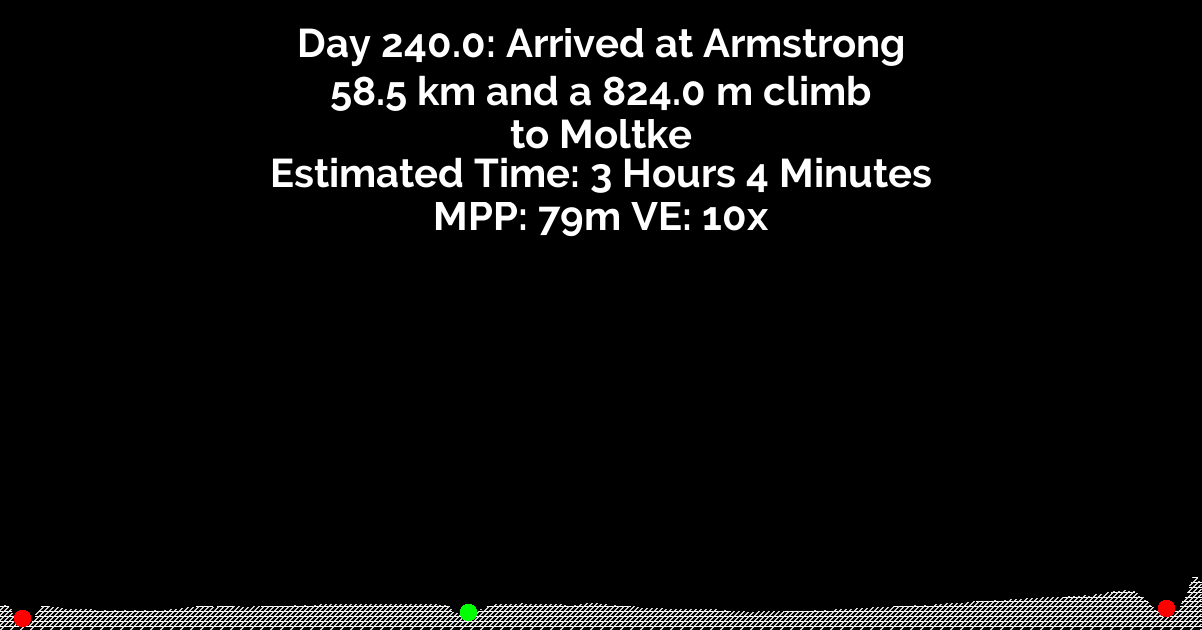 Day 240.0: Arrived at Armstrong
58.5 km and a 824.0 m climb
to Moltke
Estimated Time: 3 Hours 4 Minutes
MPP: 79m VE: 10x